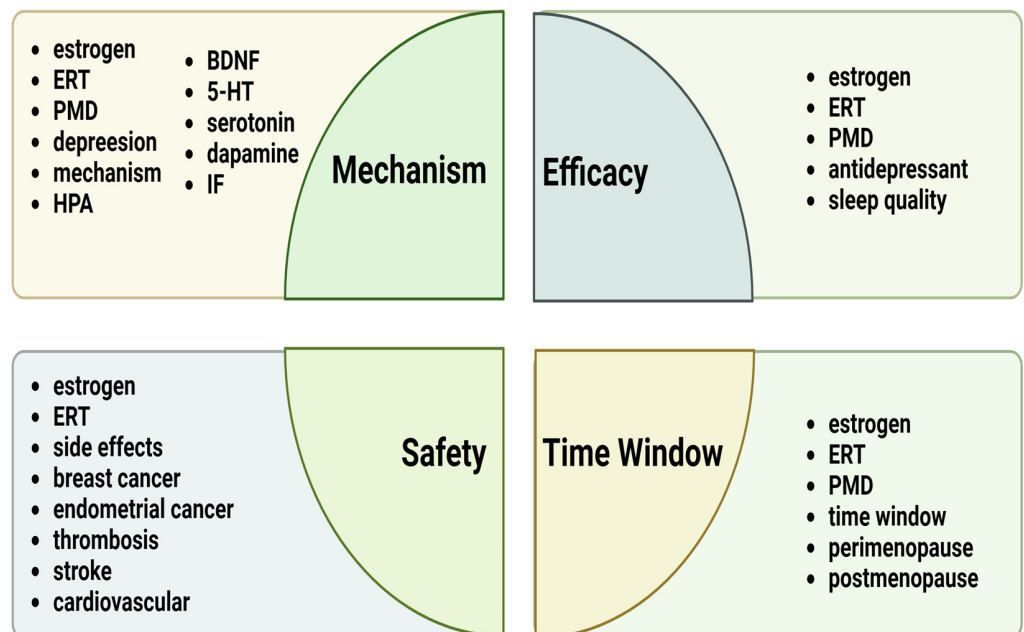 estrogen
ERT
PMD
depreesion
mechanism
HPA
BDNF
5-HT
serotonin
dapamine
IF
Mechanism
Efficacy
estrogen
ERT
PMD
antidepressant
sleep quality
estrogen
ERT
side effects
breast cancer
endometrial cancer
thrombosis
stroke
cardiovascular
Safety
Time Window
estrogen
ERT
PMD
time window
perimenopause
postmenopause